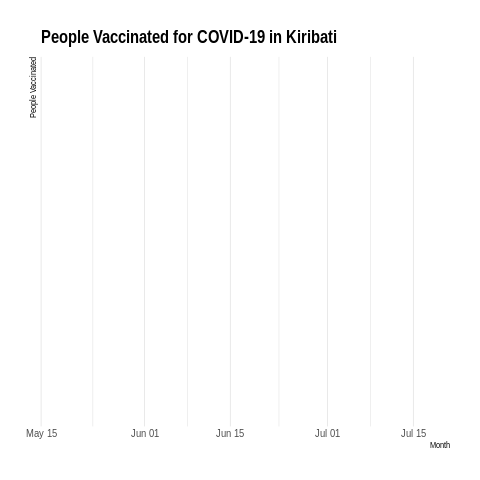 People Vaccinated for COVID-19 in Kiribati
People Vaccinated
May 15 Jun 01 Jun 15 Jul 01 Jul 15
Month